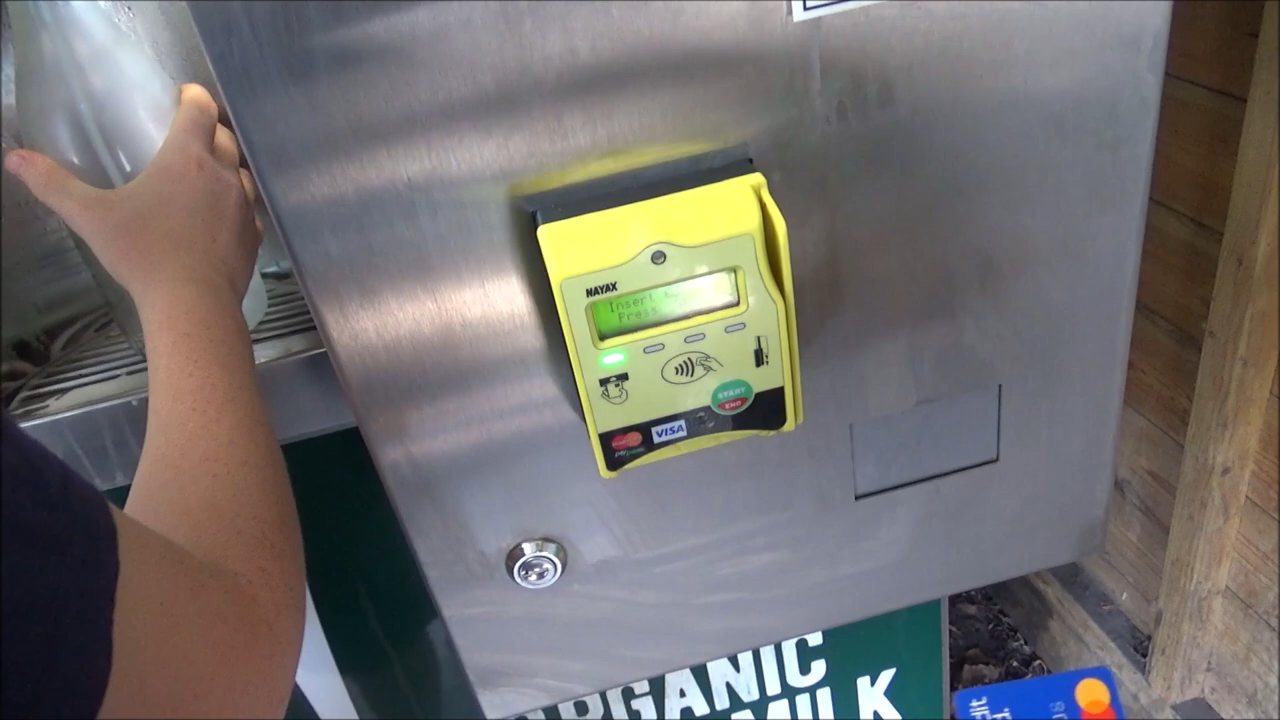 NAYAX
Insert
Press
START
END
VISA
ORGANIC
MILK